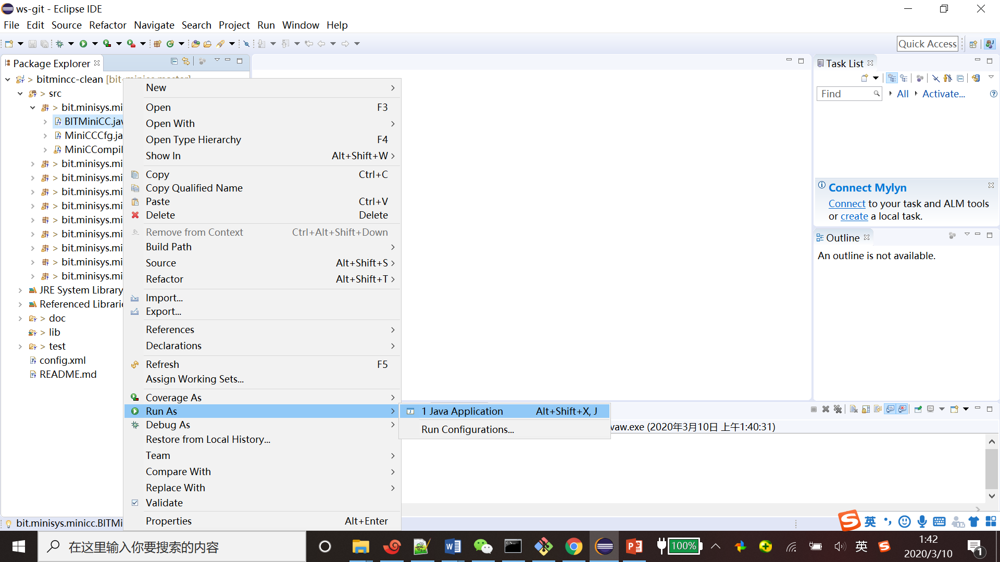 ws-git - Eclipse IDE
File Edit Source Refactor Navigate Search Project Run Window Help
Quick Access
Package Explorer
> bitmincc-clean [bit-minicc master]
> src
> bit.minisys.mi
BITMiniCC.jav
MiniCCCfg.ja
MiniCCompil
> bit.minisys.mi
> bit.minisys.mi
> bit.minisys.mi
> bit.minisys.mi
> bit.minisys.mi
> bit.minisys.mi
> bit.minisys.mi
> bit.minisys.mi
> bit.minisys.mi
JRE System Library
Referenced Librarie
> doc
> lib
> test
config.xml
README.md
New
Open F3
Open With
Open Type Hierarchy F4
Show In Alt+Shift+W
Copy Ctrl+C
Copy Qualified Name
Paste Ctrl+V
Delete Delete
Remove from Context Ctrl+Alt+Shift+Down
Build Path
Source Alt+Shift+S
Refactor Alt+Shift+T
Import...
Export...
References
Declarations
Refresh F5
Assign Working Sets...
Coverage As
Run As
Debug As
Restore from Local History...
Team
Compare With
Replace With
Validate
Properties Alt+Enter
1 Java Application Alt+Shift+X, J
Run Configurations...
vaw.exe (2020年3月10日 上午1:40:31)
Task List
Find
All
Activate...
Connect Mylyn
Connect to your task and ALM tools
or create a local task.
Outline
An outline is not available.
bit.minisys.minicc.BITMi
英
在这里输入你要搜索的内容
100%
英
1:42
2020/3/10
1